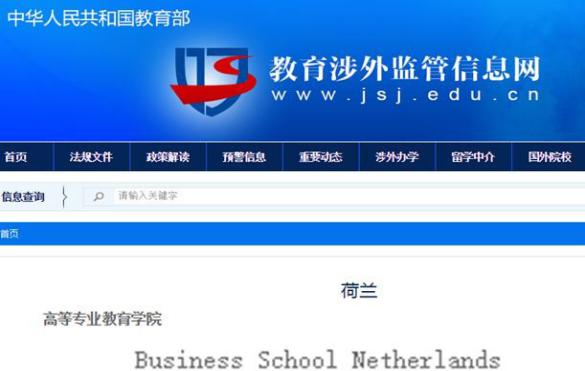 中华人民共和国教育部
教育涉外监管信息网
www.jsj.edu.cn
首页 法规文件 政策解读 预警信息 重要动态 涉外办学 留学中介 国外院校
信息查询 请输入关键字
首页
荷兰
高等专业教育学院
Business School Netherlands